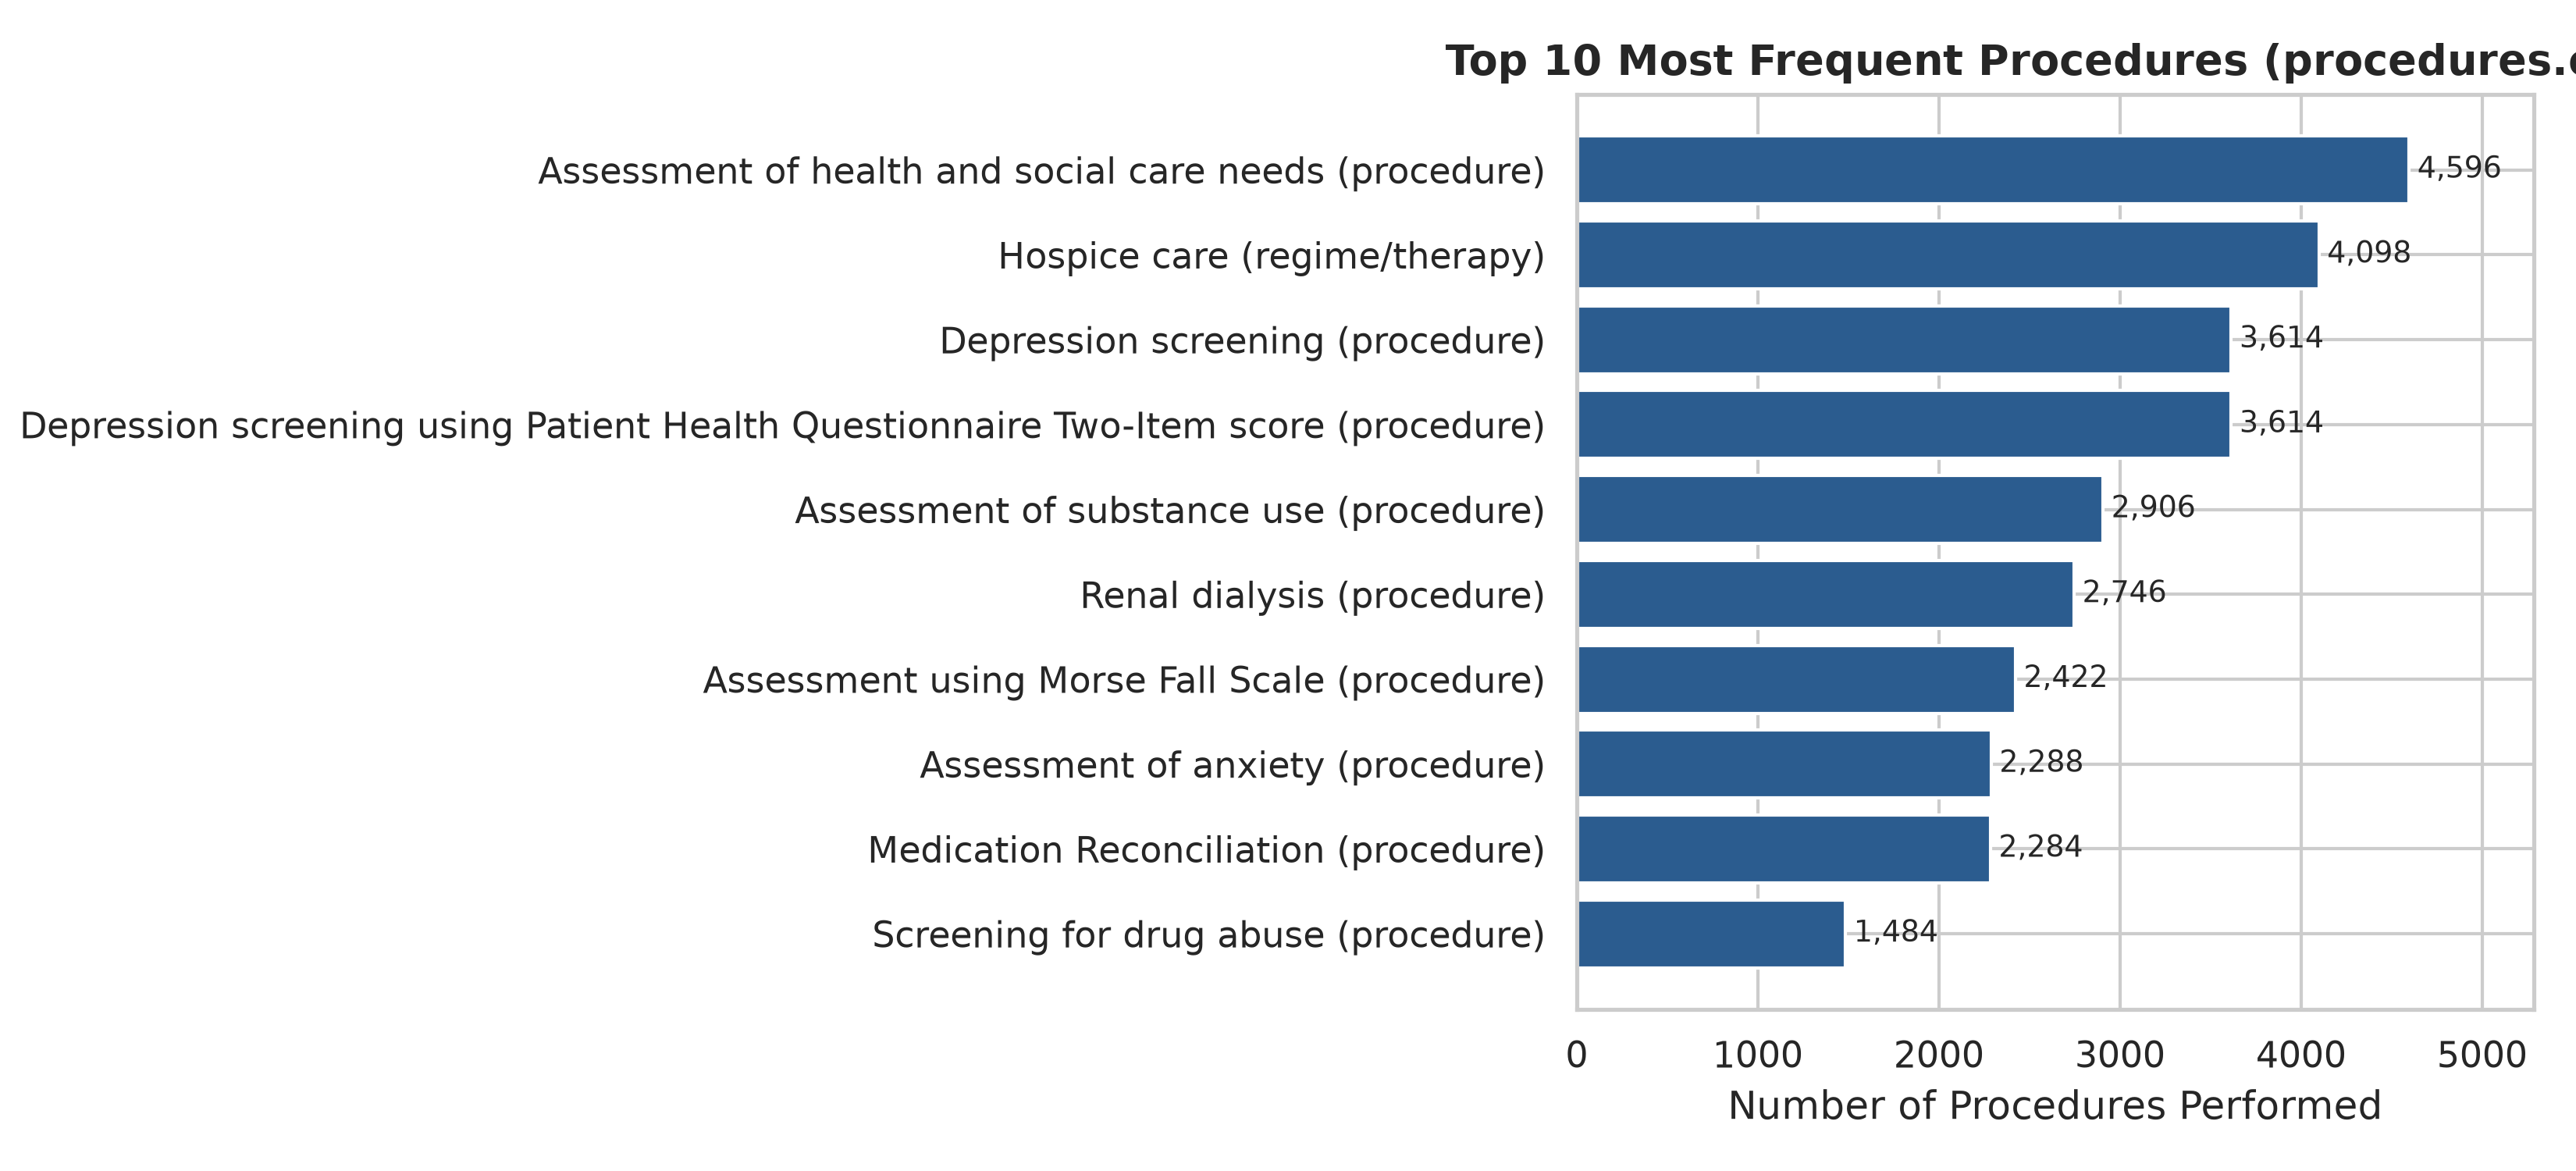 Top 10 Most Frequent Procedures (procedures.
Assessment of health and social care needs (procedure) 4,596
Hospice care (regime/therapy) 4,098
Depression screening (procedure) 3,614
Depression screening using Patient Health Questionnaire Two-Item score (procedure) 3,614
Assessment of substance use (procedure) 2,906
Renal dialysis (procedure) 2,746
Assessment using Morse Fall Scale (procedure) 2,422
Assessment of anxiety (procedure) 2,288
Medication Reconciliation (procedure) 2,284
Screening for drug abuse (procedure) 1,484
0 1000 2000 3000 4000 5000
Number of Procedures Performed